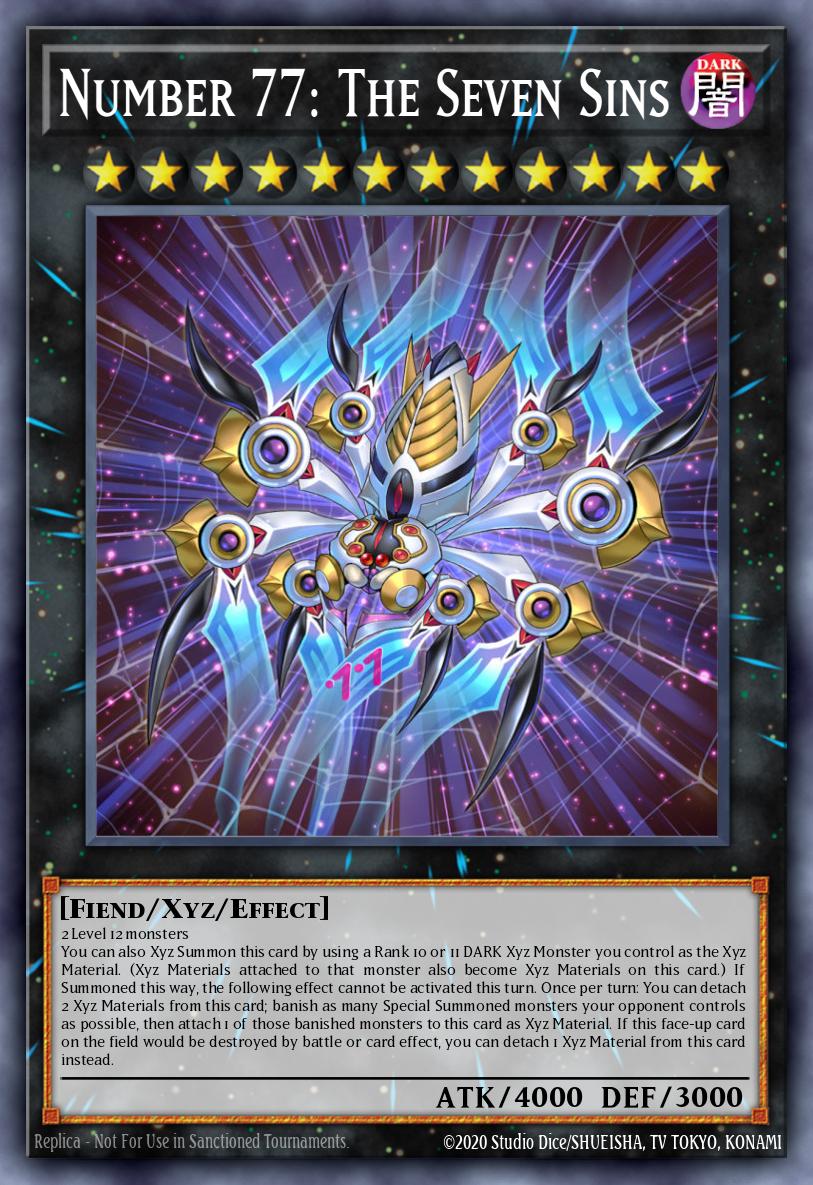 Number 77: The Seven Sins
DARK
闇
77
[Fiend/Xyz/Effect]
2 Level 12 monsters
You can also Xyz Summon this card by using a Rank 10 or 11 DARK Xyz Monster you control as the Xyz
Material. (Xyz Materials attached to that monster also become Xyz Materials on this card.) If
Summoned this way, the following effect cannot be activated this turn. Once per turn: You can detach
2 Xyz Materials from this card; banish as many Special Summoned monsters your opponent controls
as possible, then attach 1 of those banished monsters to this card as Xyz Material. If this face-up card
on the field would be destroyed by battle or card effect, you can detach 1 Xyz Material from this card
instead.
ATK/4000 DEF/3000
Replica - Not For Use in Sanctioned Tournaments.
©2020 Studio Dice/SHUEISHA, TV TOKYO, KONAMI